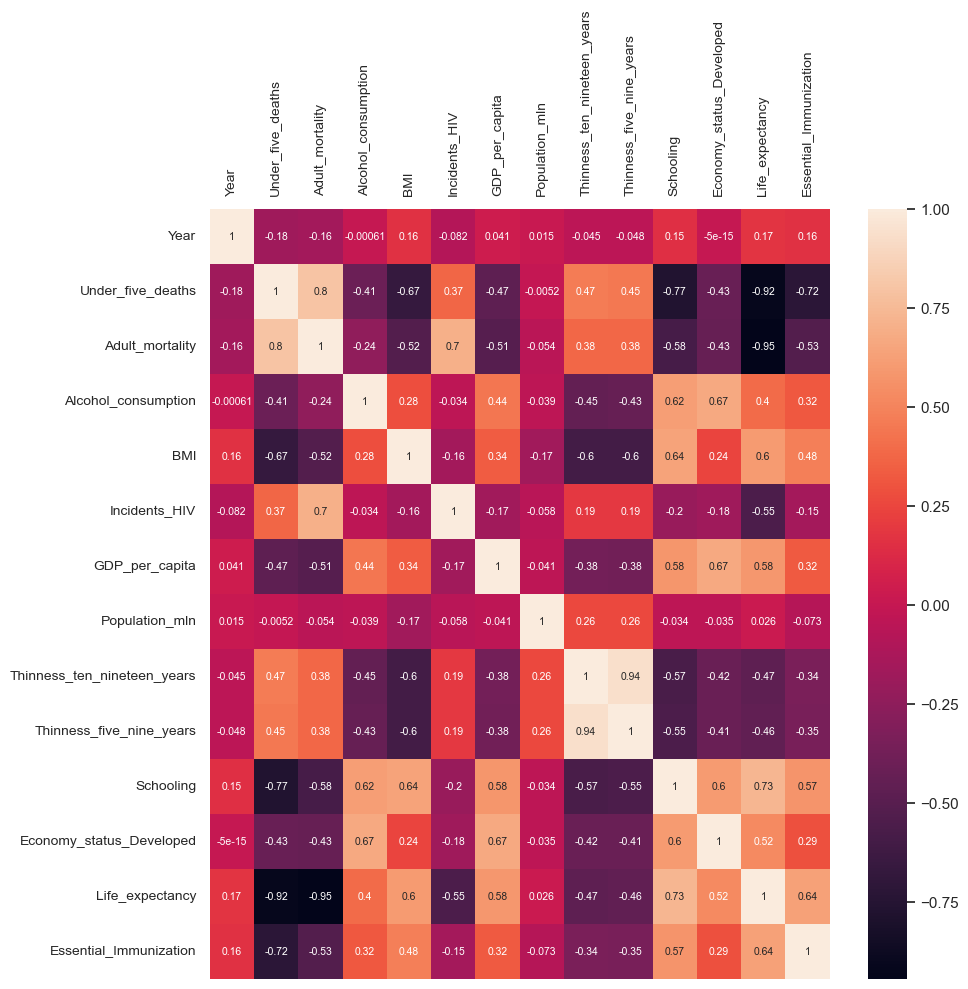 Year
Under_five_deaths
Adult_mortality
Alcohol_consumption
BMI
Incidents_HIV
GDP_per_capita
Population_mln
Thinness_ten_nineteen_years
Thinness_five_nine_years
Schooling
Economy_status_Developed
Life_expectancy
Essential_Immunization
Year 1 -0.18 -0.16 -0.00061 0.16 -0.082 0.041 0.015 -0.045 -0.048 0.15 -5e-15 0.17 0.16
Under_five_deaths -0.18 1 0.8 -0.41 -0.67 0.37 -0.47 -0.0052 0.47 0.45 -0.77 -0.43 -0.92 -0.72
Adult_mortality -0.16 0.8 1 -0.24 -0.52 0.7 -0.51 -0.054 0.38 0.38 -0.58 -0.43 -0.95 -0.53
Alcohol_consumption -0.00061 -0.41 -0.24 1 0.28 -0.034 0.44 -0.039 -0.45 -0.43 0.62 0.67 0.4 0.32
BMI 0.16 -0.67 -0.52 0.28 1 -0.16 0.34 -0.17 -0.6 -0.6 0.64 0.24 0.6 0.48
Incidents_HIV -0.082 0.37 0.7 -0.034 -0.16 1 -0.17 -0.058 0.19 0.19 -0.2 -0.18 -0.55 -0.15
GDP_per_capita 0.041 -0.47 -0.51 0.44 0.34 -0.17 1 -0.041 -0.38 -0.38 0.58 0.67 0.58 0.32
Population_mln 0.015 -0.0052 -0.054 -0.039 -0.17 -0.058 -0.041 1 0.26 0.26 -0.034 -0.035 0.026 -0.073
Thinness_ten_nineteen_years -0.045 0.47 0.38 -0.45 -0.6 0.19 -0.38 0.26 1 0.94 -0.57 -0.42 -0.47 -0.34
Thinness_five_nine_years -0.048 0.45 0.38 -0.43 -0.6 0.19 -0.38 0.26 0.94 1 -0.55 -0.41 -0.46 -0.35
Schooling 0.15 -0.77 -0.58 0.62 0.64 -0.2 0.58 -0.034 -0.57 -0.55 1 0.6 0.73 0.57
Economy_status_Developed -5e-15 -0.43 -0.43 0.67 0.24 -0.18 0.67 -0.035 -0.42 -0.41 0.6 1 0.52 0.29
Life_expectancy 0.17 -0.92 -0.95 0.4 0.6 -0.55 0.58 0.026 -0.47 -0.46 0.73 0.52 1 0.64
Essential_Immunization 0.16 -0.72 -0.53 0.32 0.48 -0.15 0.32 -0.073 -0.34 -0.35 0.57 0.29 0.64 1
1.00
0.75
0.50
0.25
0.00
-0.25
-0.50
-0.75